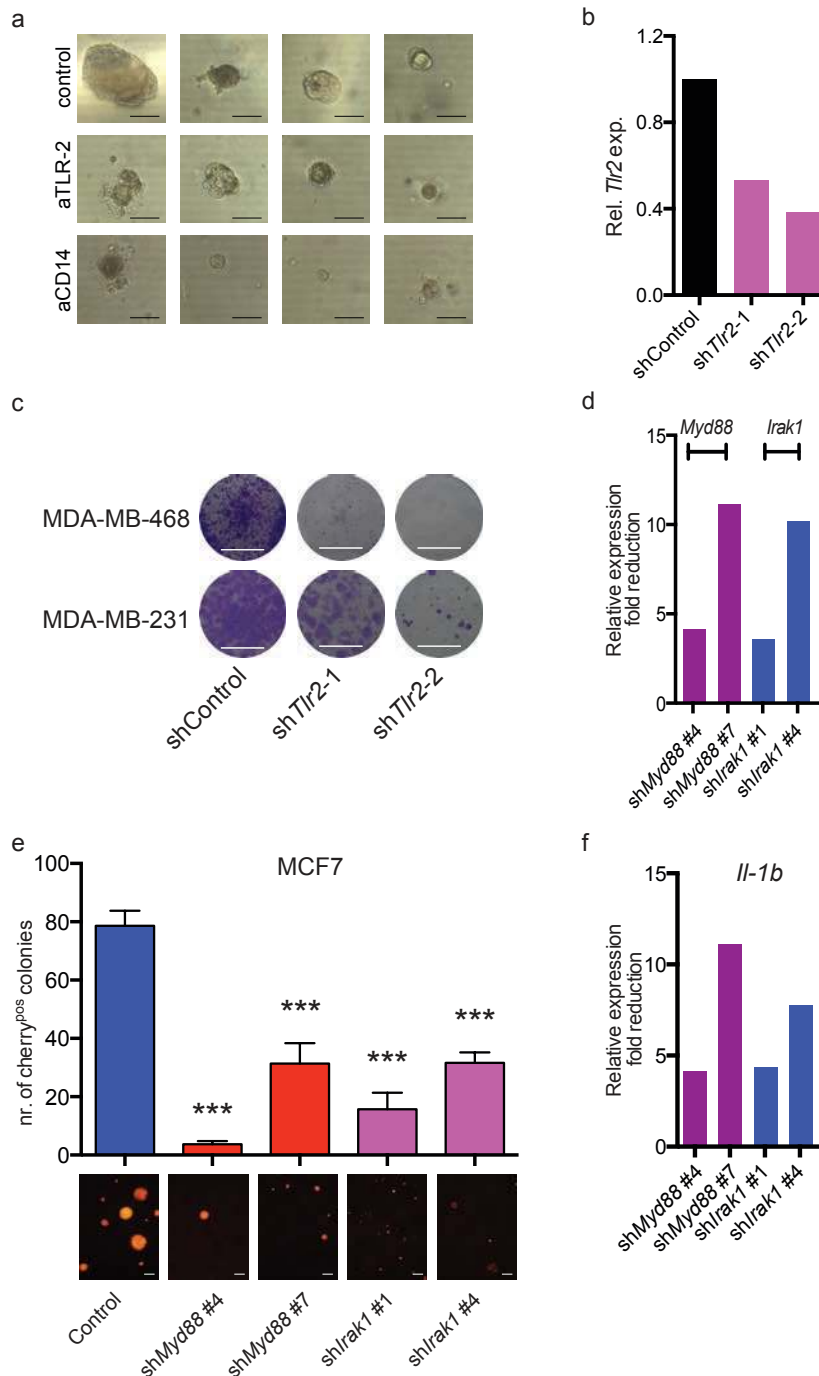 a
control
aTLR-2
aCD14
b
Rel. Tlr2 exp.
1.2
0.8
0.4
0.0
shControl
shTlr2-1
shTlr2-2
c
MDA-MB-468
MDA-MB-231
shControl
shTlr2-1
shTlr2-2
d
Myd88 Irak1
Relative expression
fold reduction
15
10
5
0
shMyd88 #4
shMyd88 #7
shIrak1 #1
shIrak1 #4
e
MCF7
nr. of cherrypos colonies
100
80
60
40
20
0
***
***
***
***
Control
shMyd88 #4
shMyd88 #7
shIrak1 #1
shIrak1 #4
f
Il-1b
Relative expression
fold reduction
15
10
5
0
shMyd88 #4
shMyd88 #7
shIrak1 #1
shIrak1 #4